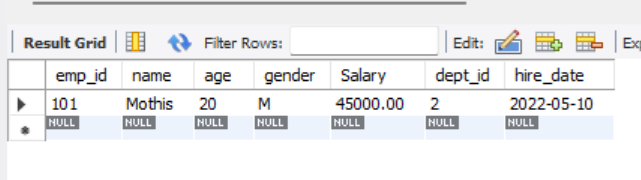 Result Grid Filter Rows: Edit:
emp_id name age gender Salary dept_id hire_date
101 Mothis 20 M 45000.00 2 2022-05-10
NULL NULL NULL NULL NULL NULL NULL